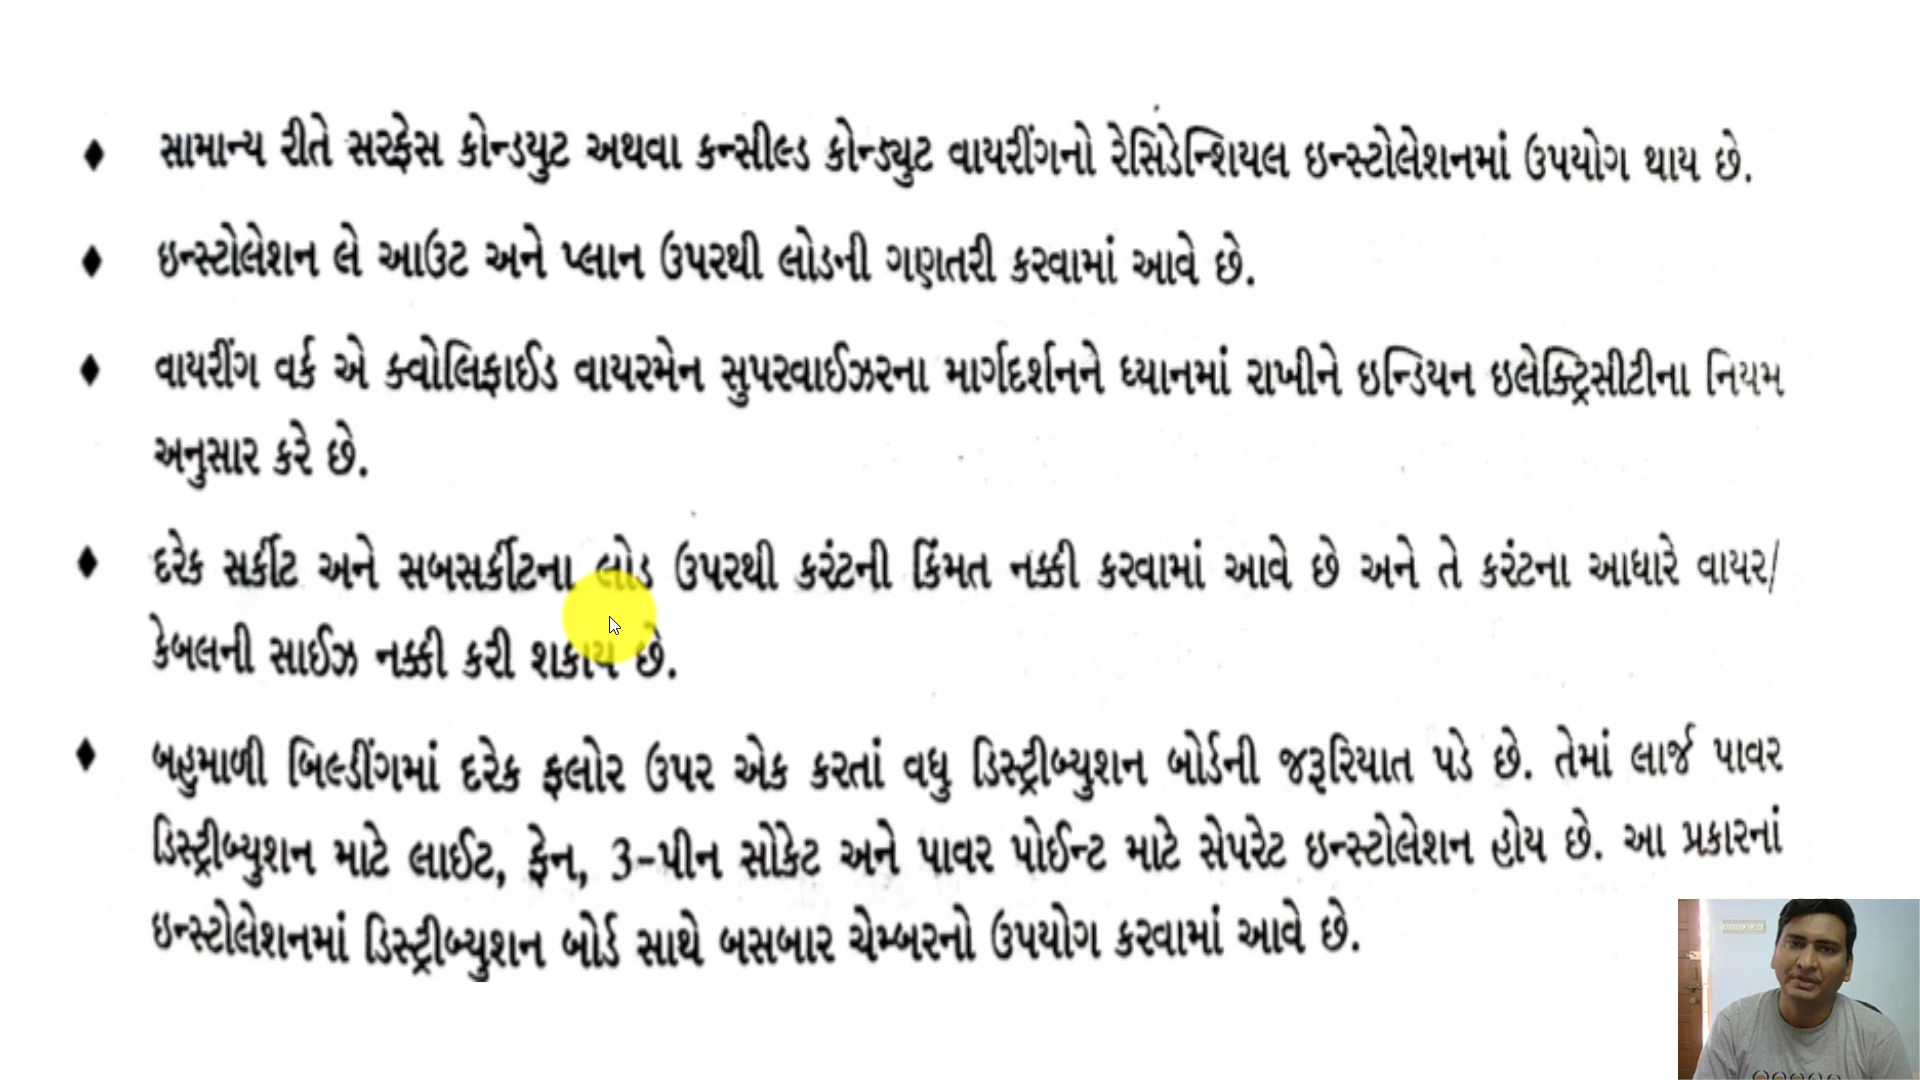 ♦ સામાન્ય રીતે સરફેસ કોન્ડયુટ અથવા કન્સીલ્ડ કોન્ડ્યુટ વાયરીંગનો રેસિડેન્શિયલ ઇન્સ્ટોલેશનમાં ઉપયોગ થાય છે.
♦ ઇન્સ્ટોલેશન લે આઉટ અને પ્લાન ઉપરથી લોડની ગણતરી કરવામાં આવે છે.
♦ વાયરીંગ વર્ક એ ક્વોલિફાઈડ વાયરમેન સુપરવાઈઝરના માર્ગદર્શનને ધ્યાનમાં રાખીને ઇન્ડિયન ઇલેક્ટ્રિસીટીના નિયમ
અનુસાર કરે છે.
♦ દરેક સર્કીટ અને સબસર્કીટના લોડ ઉપરથી કરંટની કિંમત નક્કી કરવામાં આવે છે અને તે કરંટના આધારે વાયર/
કેબલની સાઈઝ નક્કી કરી શકાય છે.
♦ બહુમાળી બિલ્ડીંગમાં દરેક ફ્લોર ઉપર એક કરતાં વધુ ડિસ્ટ્રીબ્યુશન બોર્ડની જરૂરિયાત પડે છે. તેમાં લાર્જ પાવર
ડિસ્ટ્રીબ્યુશન માટે લાઈટ, ફેન, 3-પીન સોકેટ અને પાવર પોઈન્ટ માટે સેપરેટ ઇન્સ્ટોલેશન હોય છે. આ પ્રકારનાં
ઇન્સ્ટોલેશનમાં ડિસ્ટ્રીબ્યુશન બોર્ડ સાથે બસબાર ચેમ્બરનો ઉપયોગ કરવામાં આવે છે.